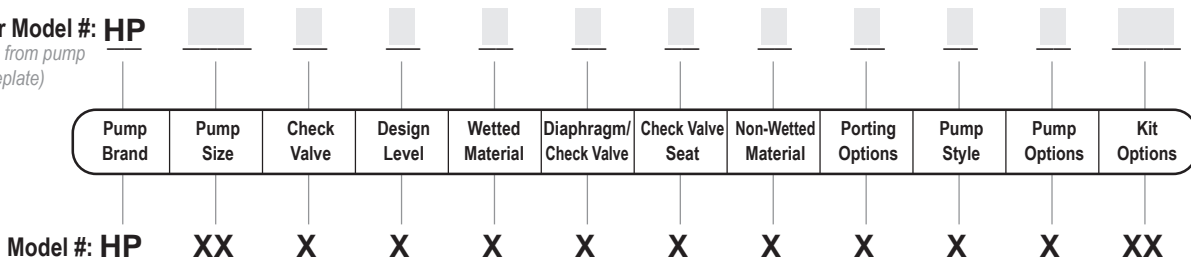 r Model #: HP
from pump
eplate)
Pump Brand Pump Size Check Valve Design Level Wetted Material Diaphragm/ Check Valve Check Valve Seat Non-Wetted Material Porting Options Pump Style Pump Options Kit Options
Model #: HP XX X X X X X X X X X XX